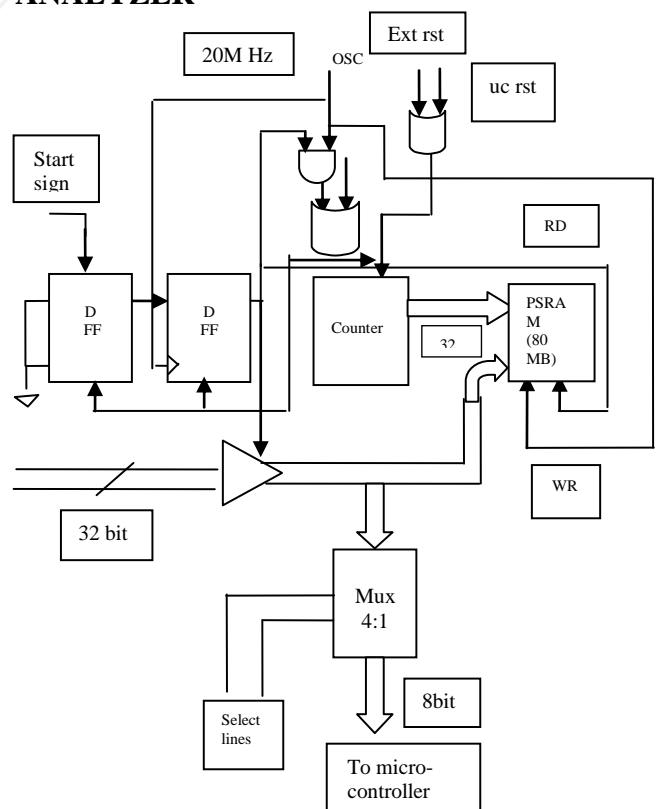 ANALYZER
20M Hz
OSC
Ext rst
uc rst
Start
sign
RD
D
FF
D
FF
Counter
32
PSRA
M
(80
MB)
WR
32 bit
Mux
4:1
8bit
Select
lines
To micro-
controller